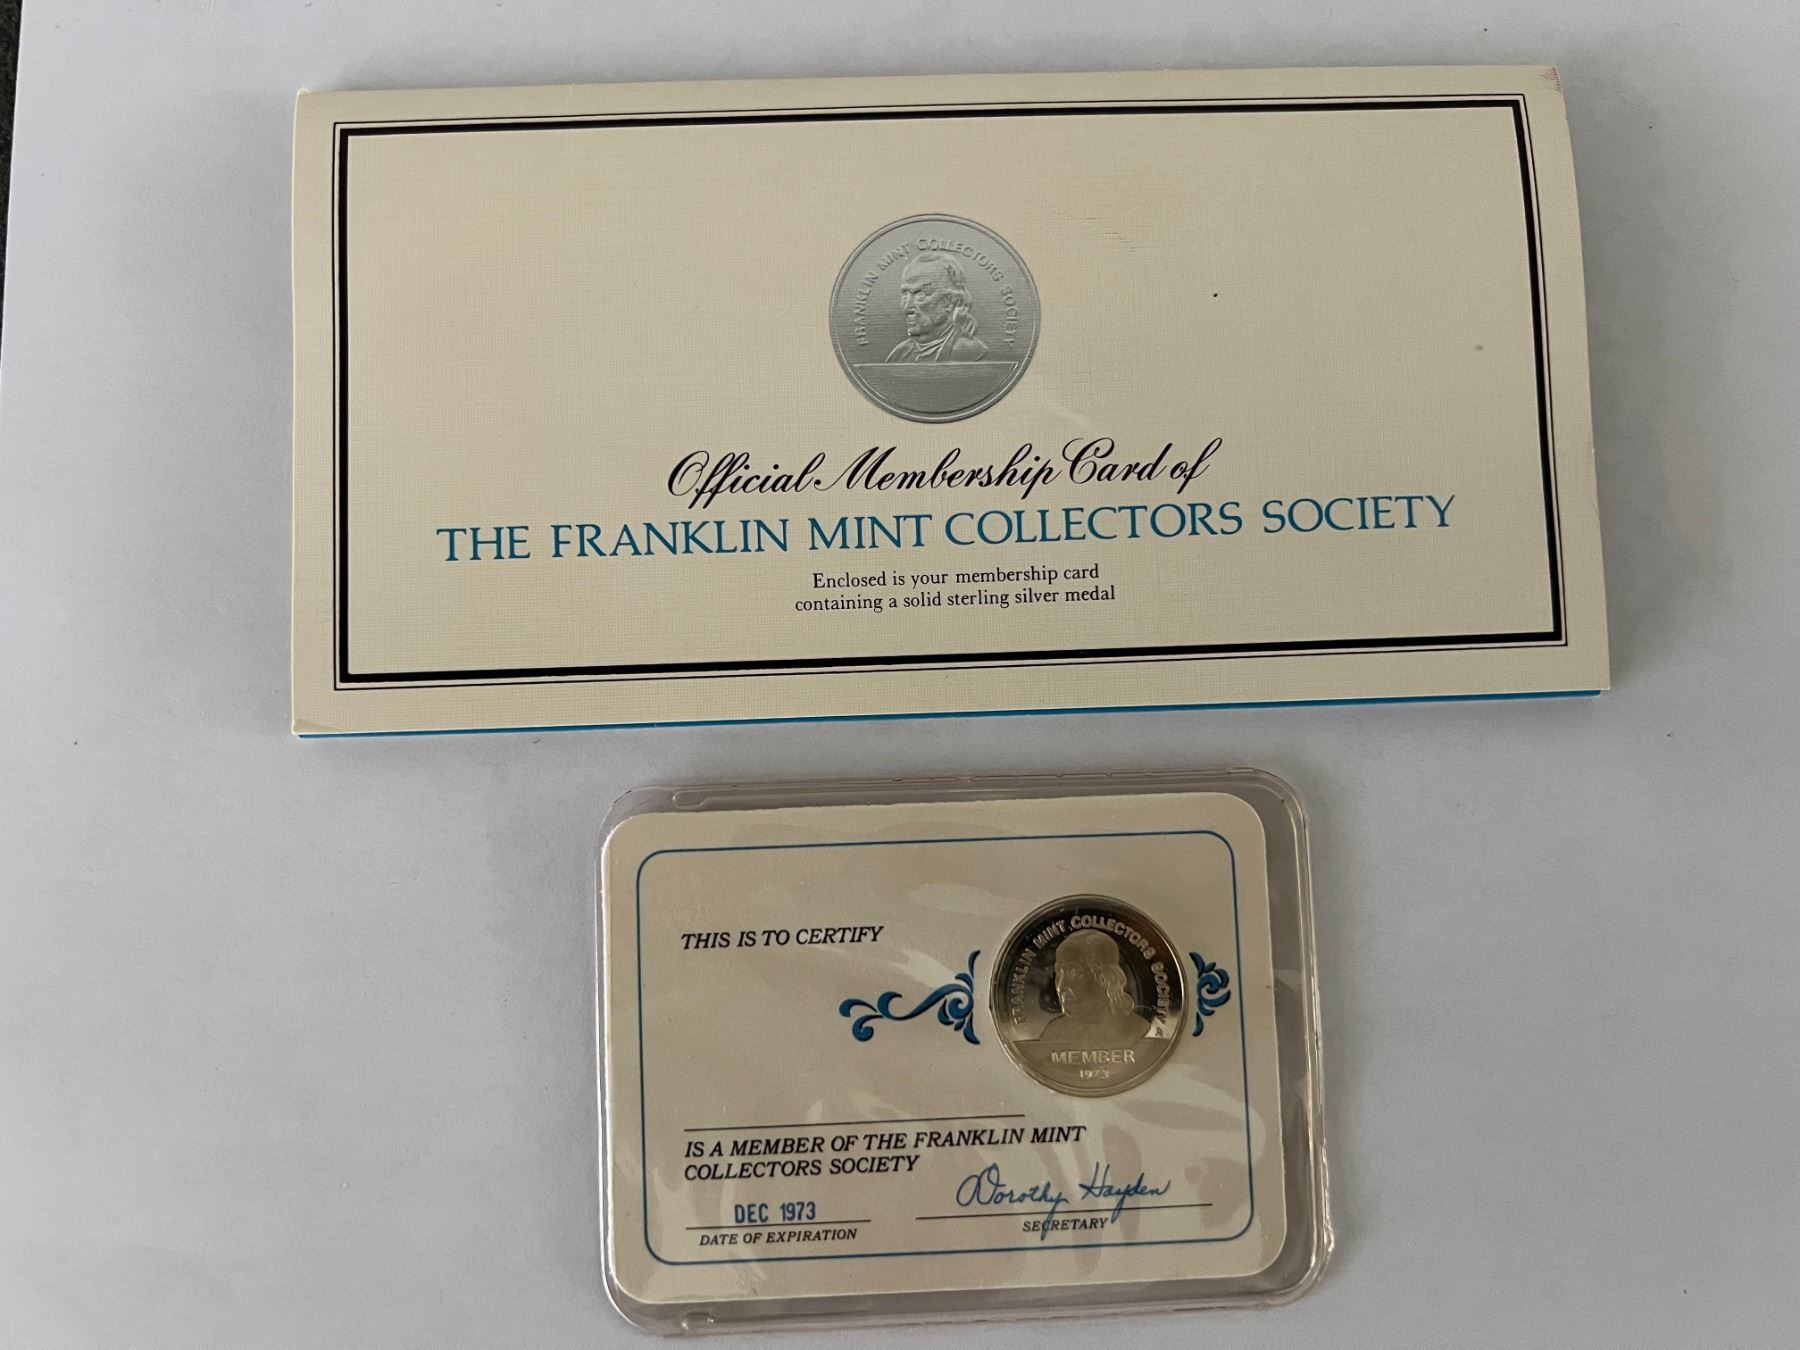 FRANKLIN MINT COLLECTORS SOCIETY
Official Membership Card of
THE FRANKLIN MINT COLLECTORS SOCIETY
Enclosed is your membership card
containing a solid sterling silver medal
THIS IS TO CERTIFY
FRANKLIN MINT COLLECTORS SOCIETY
MEMBER
1973
IS A MEMBER OF THE FRANKLIN MINT
COLLECTORS SOCIETY
DEC 1973
DATE OF EXPIRATION
Dorothy Hayden
SECRETARY